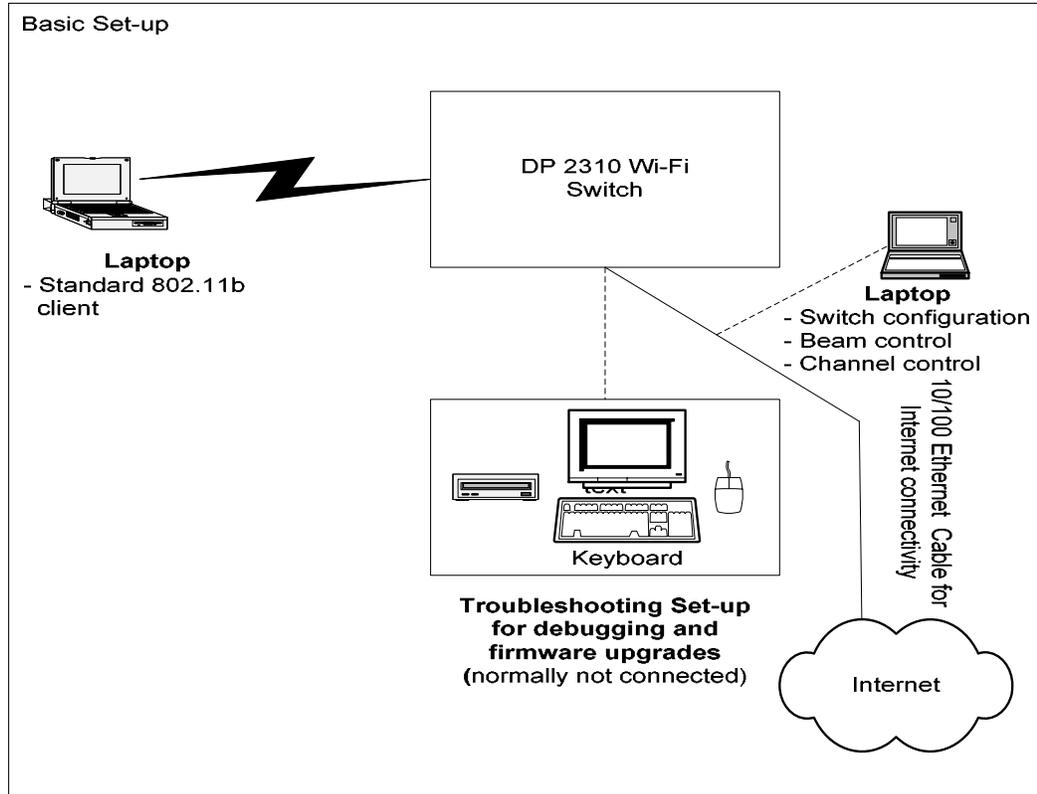 Basic Set-up
DP 2310 Wi-Fi
Switch
Laptop
- Standard 802.11b
client
Laptop
- Switch configuration
- Beam control
- Channel control
10/100 Ethernet Cable for
Internet connectivity
text
Keyboard
Troubleshooting Set-up
for debugging and
firmware upgrades
(normally not connected)
Internet